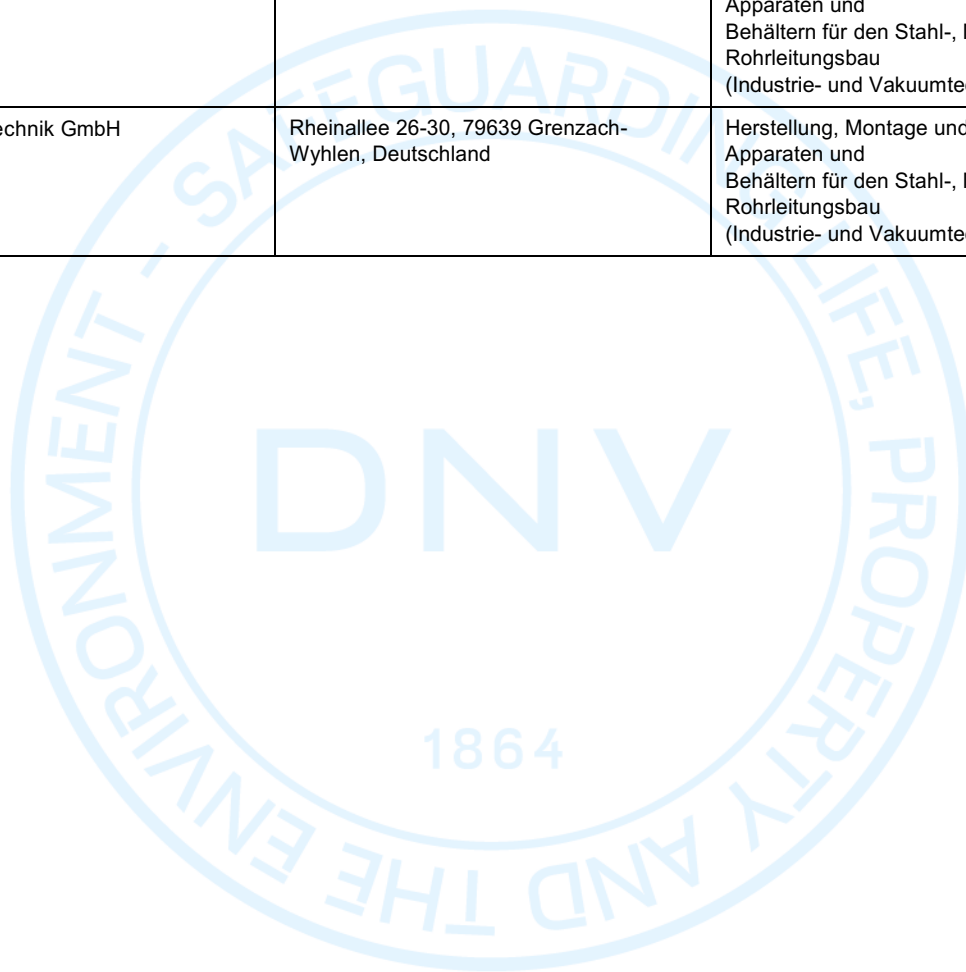 Apparaten und
Behältern für den Stahl-,
Rohrleitungsbau
(Industrie- und
echnik GmbH
Rheinallee 26-30, 79639 Grenzach-
Wyhlen, Deutschland
Herstellung, Montage und
Apparaten und
Behältern für den Stahl-,
Rohrleitungsbau
(Industrie- und
SAFEGUARDING LIFE, PROPERTY AND THE ENVIRONMENT -
DNV
1864